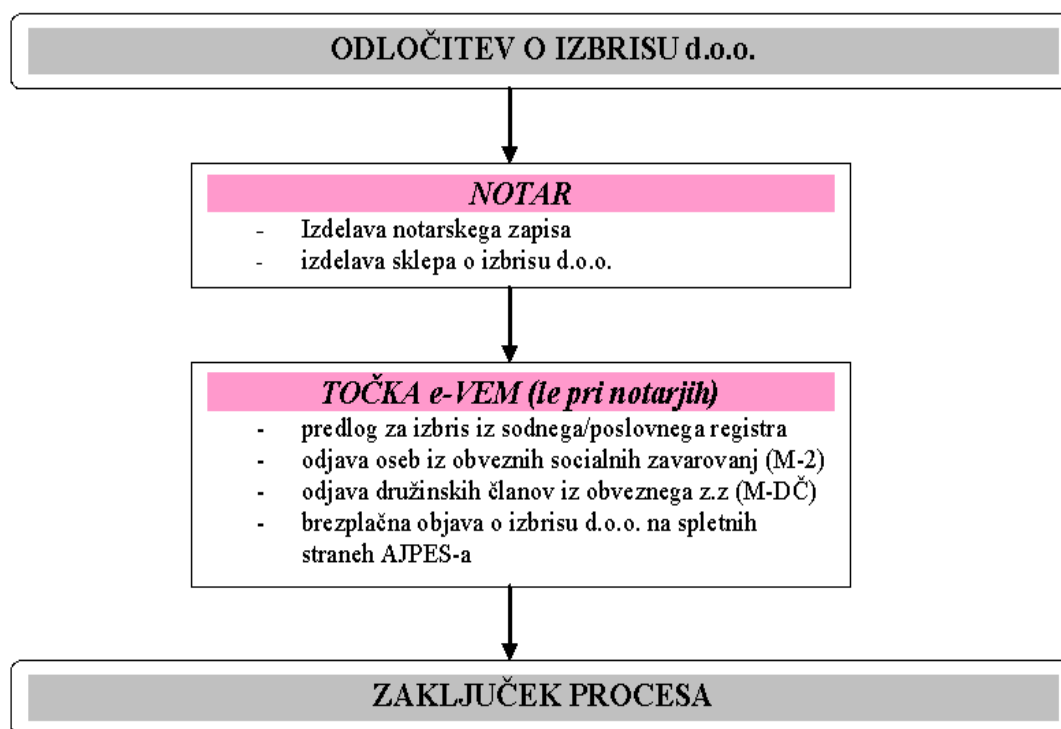 ODLOČITEV O IZBRISU d.o.o.
NOTAR
- Izdelava notarskega zapisa
- izdelava sklepa o izbrisu d.o.o.
TOČKA e-VEM (le pri notarjih)
- predlog za izbris iz sodnega/poslovnega registra
- odjava oseb iz obveznih socialnih zavarovanj (M-2)
- odjava družinskih članov iz obveznega z.z (M-DČ)
- brezplačna objava o izbrisu d.o.o. na spletnih
straneh AJPES-a
ZAKLJUČEK PROCESA